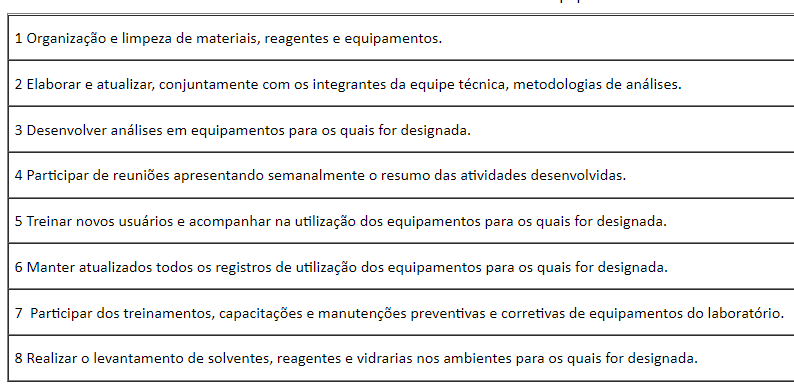 1 Organização e limpeza de materiais, reagentes e equipamentos.
2 Elaborar e atualizar, conjuntamente com os integrantes da equipe técnica, metodologias de análises.
3 Desenvolver análises em equipamentos para os quais for designada.
4 Participar de reuniões apresentando semanalmente o resumo das atividades desenvolvidas.
5 Treinar novos usuários e acompanhar na utilização dos equipamentos para os quais for designada.
6 Manter atualizados todos os registros de utilização dos equipamentos para os quais for designada.
7 Participar dos treinamentos, capacitações e manutenções preventivas e corretivas de equipamentos do laboratório.
8 Realizar o levantamento de solventes, reagentes e vidrarias nos ambientes para os quais for designada.